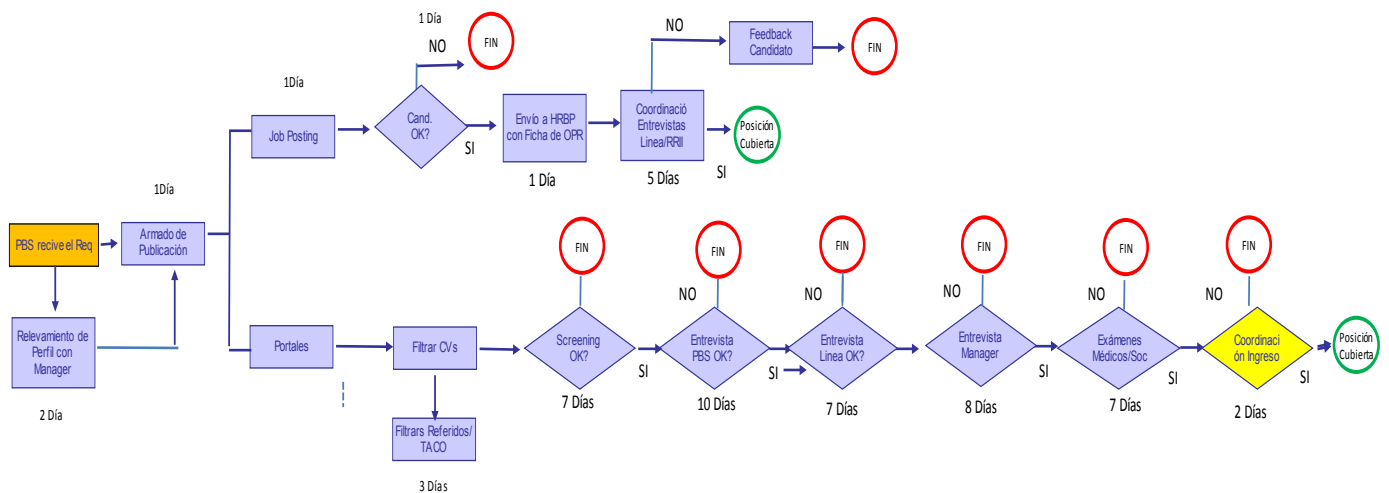 1 Día
NO
FIN
NO
Feedback
Candidato
FIN
1Día
Job Posting
Cand.
OK?
SI
Envío a HRBP
con Ficha de OPR
1 Día
Coordinació
Entrevistas
Linea/RRII
5 Días
SI
Posición
Cubierta
1Día
PBS recive el Req
Armado de
Publicación
Relevamiento de
Perfil con
Manager
2 Día
Portales
Filtrar CVs
Filtrars Referidos/
TACO
3 Días
FIN
Screening
OK?
SI
7 Días
FIN
NO
Entrevista
PBS OK?
SI
10 Días
FIN
NO
Entrevista
Linea OK?
7 Días
FIN
NO
Entrevista
Manager
SI
8 Días
FIN
NO
Exámenes
Médicos/Soc
SI
7 Días
FIN
NO
Coordinaci
ón Ingreso
SI
2 Días
Posición
Cubierta